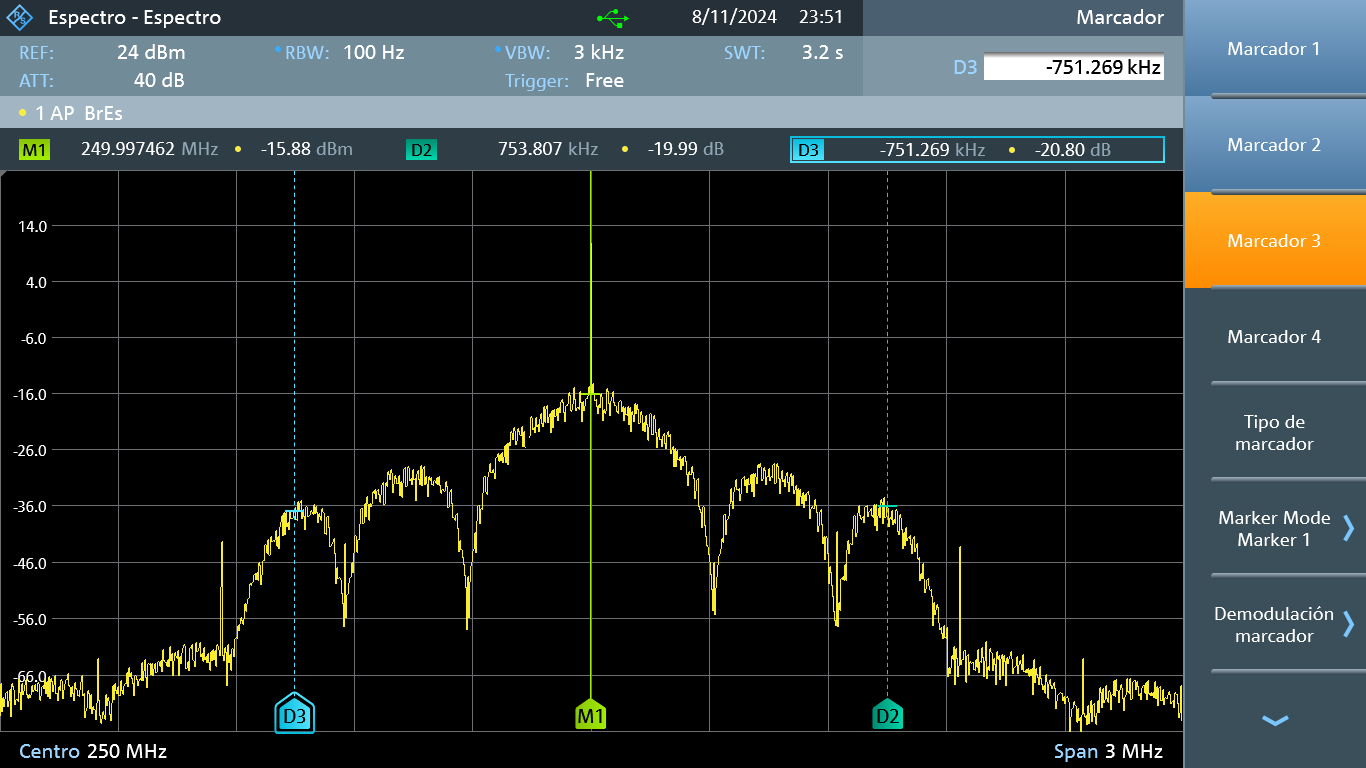 Espectro - Espectro 8/11/2024 23:51 Marcador
REF: 24 dBm RBW: 100 Hz VBW: 3 kHz SWT: 3.2 s
D3 -751.269 kHz
ATT: 40 dB Trigger: Free
1 AP BrEs
M1 249.997462 MHz -15.88 dBm D2 753.807 kHz -19.99 dB D3 -751.269 kHz -20.80 dB
14.0
4.0
-6.0
-16.0
-26.0
-36.0
-46.0
-56.0
-66.0
D3 M1 D2
Centro 250 MHz Span 3 MHz
Marcador 1
Marcador 2
Marcador 3
Marcador 4
Tipo de
marcador
Marker Mode
Marker 1
Demodulación
marcador